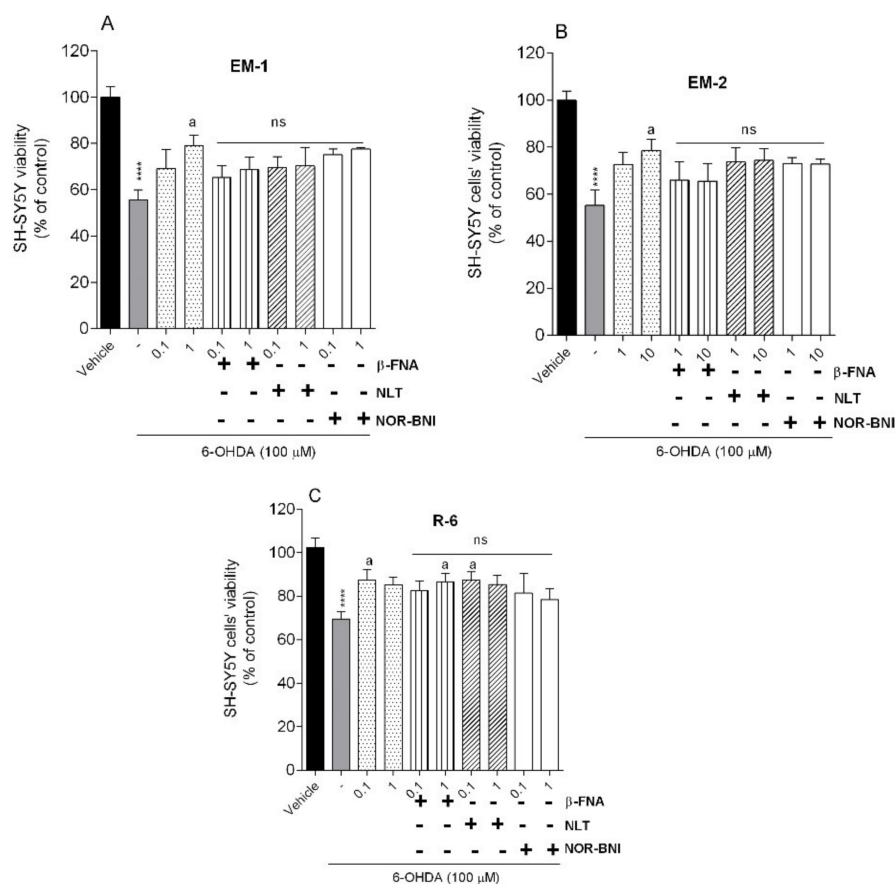 A
EM-1
SH-SY5Y viability
(% of control)
120
100
80
60
40
20
0
****
a
ns
Vehicle - 0.1 1 0.1 1 0.1 1 0.1 1
+ + - - - - β-FNA
- - + + - - NLT
- - - - + + NOR-BNI
6-OHDA (100 μM)
B
EM-2
SH-SY5Y cells' viability
(% of control)
120
100
80
60
40
20
0
****
a
ns
Vehicle - 1 10 1 10 1 10 1 10
+ + - - - - β-FNA
- - + + - - NLT
- - - - + + NOR-BNI
6-OHDA (100 μM)
C
R-6
SH-SY5Y cells' viability
(% of control)
120
100
80
60
40
20
0
****
a
ns
a a
Vehicle - 0.1 1 0.1 1 0.1 1 0.1 1
+ + - - - - β-FNA
- - + + - - NLT
- - - - + + NOR-BNI
6-OHDA (100 μM)